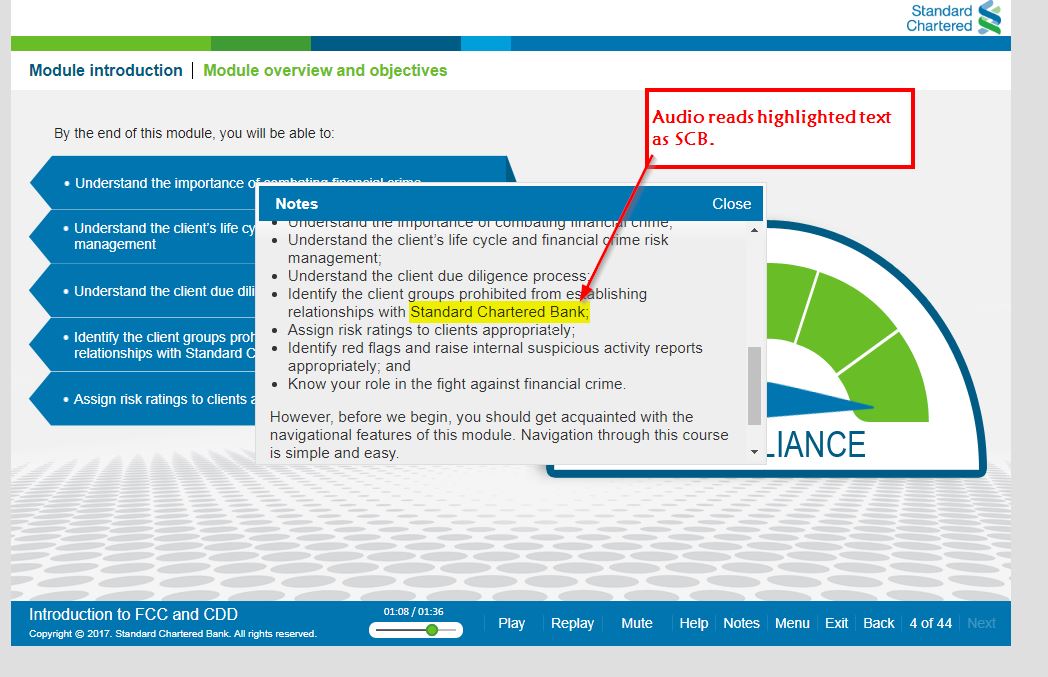 Standard
Chartered
Module introduction | Module overview and objectives
Audio reads highlighted text
as SCB.
By the end of this module, you will be able to:
• Understand the importance of combating financial crime
• Understand the client's life cy
management
• Understand the client due dili
• Identify the client groups proh
relationships with Standard C
• Assign risk ratings to clients a
Notes
Close
• Understand the importance of combating financial crime;
• Understand the client's life cycle and financial crime risk
management;
• Understand the client due diligence process;
• Identify the client groups prohibited from establishing
relationships with Standard Chartered Bank;
• Assign risk ratings to clients appropriately;
• Identify red flags and raise internal suspicious activity reports
appropriately; and
• Know your role in the fight against financial crime.
However, before we begin, you should get acquainted with the
navigational features of this module. Navigation through this course
is simple and easy.
LIANCE
Introduction to FCC and CDD
Copyright © 2017. Standard Chartered Bank. All rights reserved.
01:08 / 01:36
Play Replay Mute Help Notes Menu Exit Back 4 of 44 Next